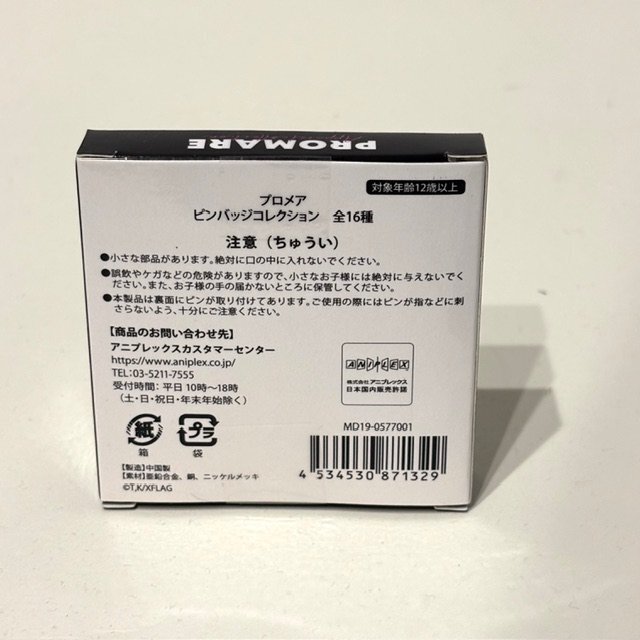 PROMARE
プロメア
ピンバッジコレクション 全16種
対象年齢12歳以上
注意（ちゅうい）
●小さな部品があります。絶対に口の中に入れないでください。
●誤飲やケガなどの危険がありますので、小さなお子様には絶対に与えないでく
ださい。また、お子様の手の届かないところに保管してください。
●本製品は裏面にピンが取り付けてあります。ご使用の際にはピンが指などに刺
さらないよう、十分にご注意ください。
【商品のお問い合わせ先】
アニプレックスカスタマーセンター
https://www.aniplex.co.jp/
TEL：03-5211-7555
受付時間：平日 10時〜18時
（土・日・祝日・年末年始除く）
ANIPLEX
株式会社 アニプレックス
日本国内販売許諾
紙
箱
プラ
袋
MD19-0577001
4 534530 871329
【製造】中国製
【素材】亜鉛合金、銅、ニッケルメッキ
©T,K/XFLAG